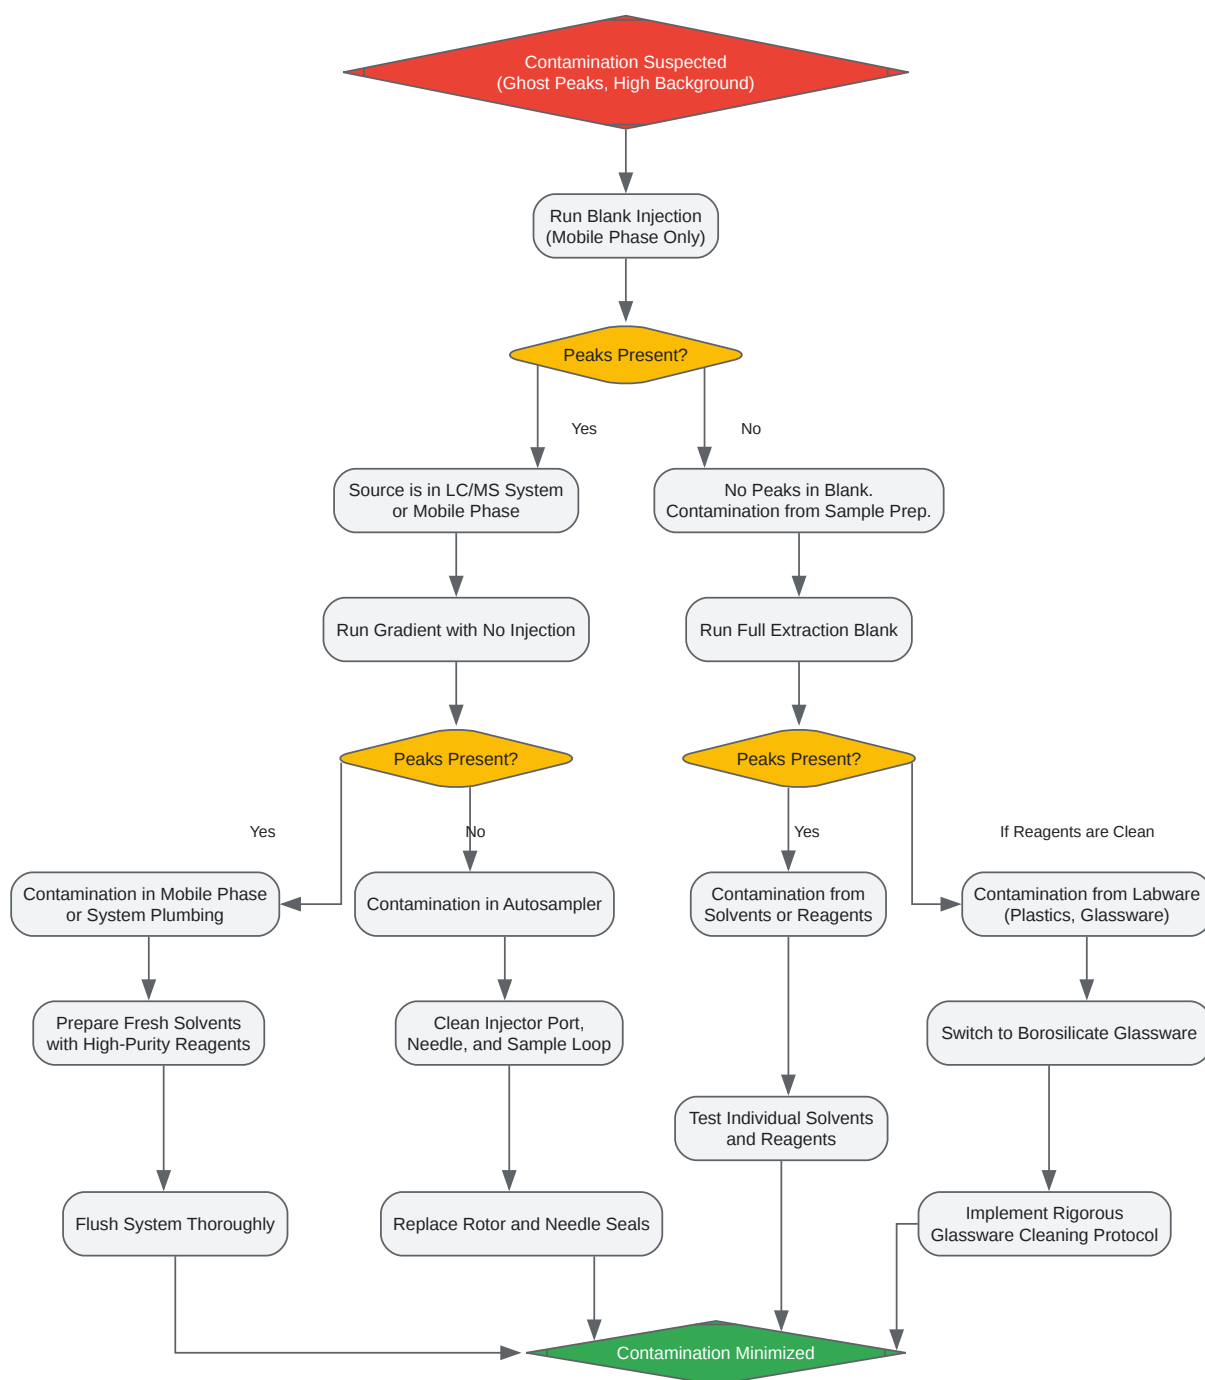 Contamination Suspected
(Ghost Peaks, High Background)
Run Blank Injection
(Mobile Phase Only)
Peaks Present?
Yes
No
Source is in LC/MS System
or Mobile Phase
No Peaks in Blank.
Contamination from Sample Prep.
Run Gradient with No Injection
Run Full Extraction Blank
Peaks Present?
Peaks Present?
Yes
No
Yes
If Reagents are Clean
Contamination in Mobile Phase
or System Plumbing
Contamination in Autosampler
Contamination from
Solvents or Reagents
Contamination from Labware
(Plastics, Glassware)
Prepare Fresh Solvents
with High-Purity Reagents
Clean Injector Port,
Needle, and Sample Loop
Switch to Borosilicate Glassware
Test Individual Solvents
and Reagents
Flush System Thoroughly
Replace Rotor and Needle Seals
Implement Rigorous
Glassware Cleaning Protocol
Contamination Minimized